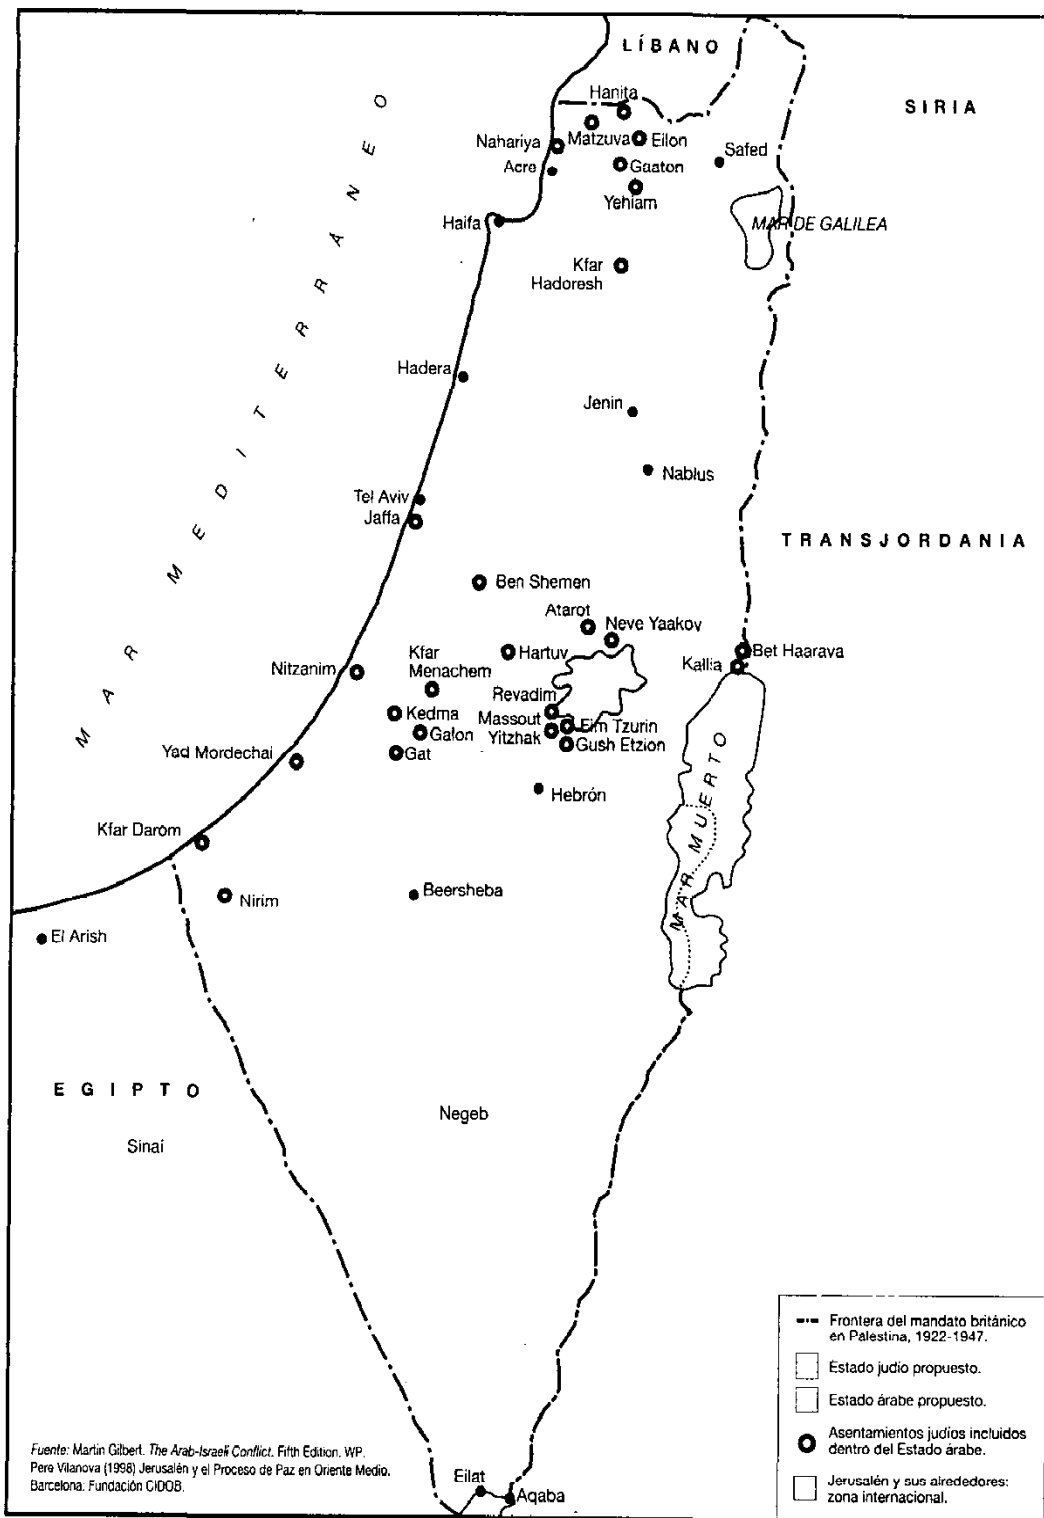 LÍBANO
SIRIA
MAR MEDITERRÁNEO
Hanita
Matzuva
Eilon
Nahariya
Acre
Gaaton
Safed
Yehiam
Haifa
MAR DE GALILEA
Kfar
Hadoresh
Hadera
Jenin
Nablus
Tel Aviv
Jaffa
TRANSJORDANIA
Ben Shemen
Atarot
Neve Yaakov
Hartuv
Bet Haarava
Kallia
Nitzanim
Kfar
Menachem
Revadim
Kedma
Massout
Yitzhak
Eim Tzurin
Galon
Gush Etzion
Gat
Yad Mordechai
MAR MUERTO
Hebrón
Kfar Darom
Nirim
Beersheba
El Arish
EGIPTO
Sinaí
Negeb
Eilat
Aqaba
Frontera del mandato británico
en Palestina, 1922-1947.
Estado judío propuesto.
Estado árabe propuesto.
Asentamientos judíos incluidos
dentro del Estado árabe.
Jerusalén y sus alrededores:
zona internacional.
Fuente: Martin Gilbert. The Arab-Israeli Conflict. Fifth Edition. WP.
Pere Vilanova (1998) Jerusalén y el Proceso de Paz en Oriente Medio.
Barcelona: Fundación CIDOB.